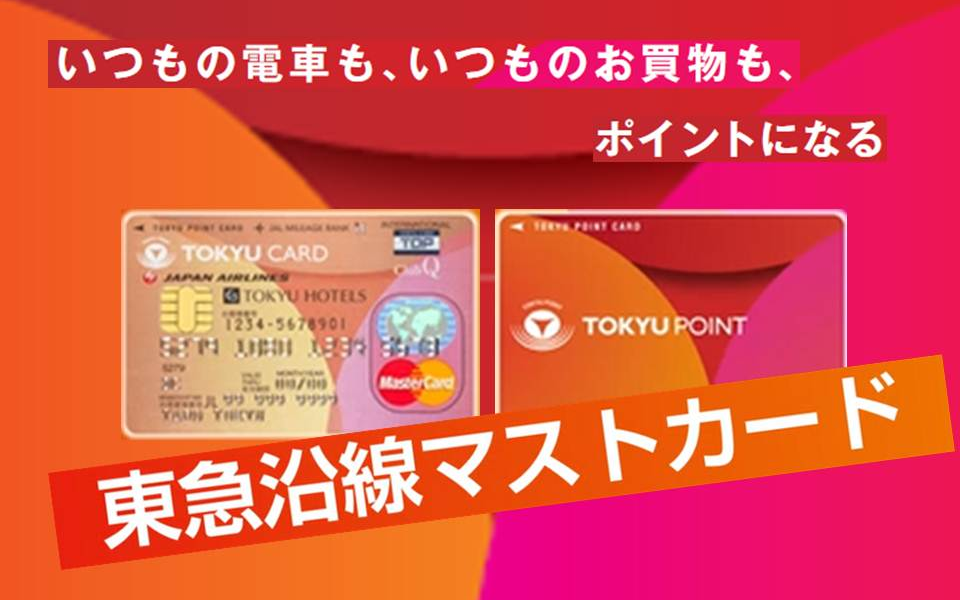 いつもの電車も、いつものお買物も、
ポイントになる
TOKYU POINT CARD
JAL MILEAGE BANK
INTERNATIONAL
TOP
ClubQ
TOKYU CARD
JAPAN AIRLINES
TOKYU HOTELS
1234-5678901
MasterCard
TOKYU POINT CARD
TOKYU POINT
東急沿線マストカード